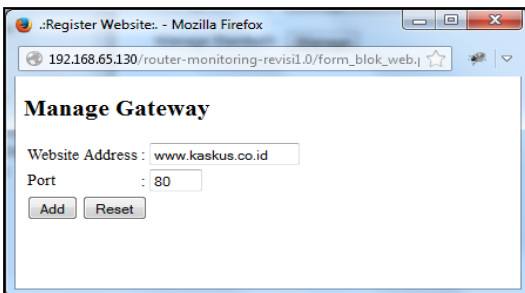 .:Register Website:. - Mozilla Firefox
192.168.65.130/router-monitoring-revisi1.0/form_blok_web.p
Manage Gateway
Website Address : www.kaskus.co.id
Port : 80
Add Reset